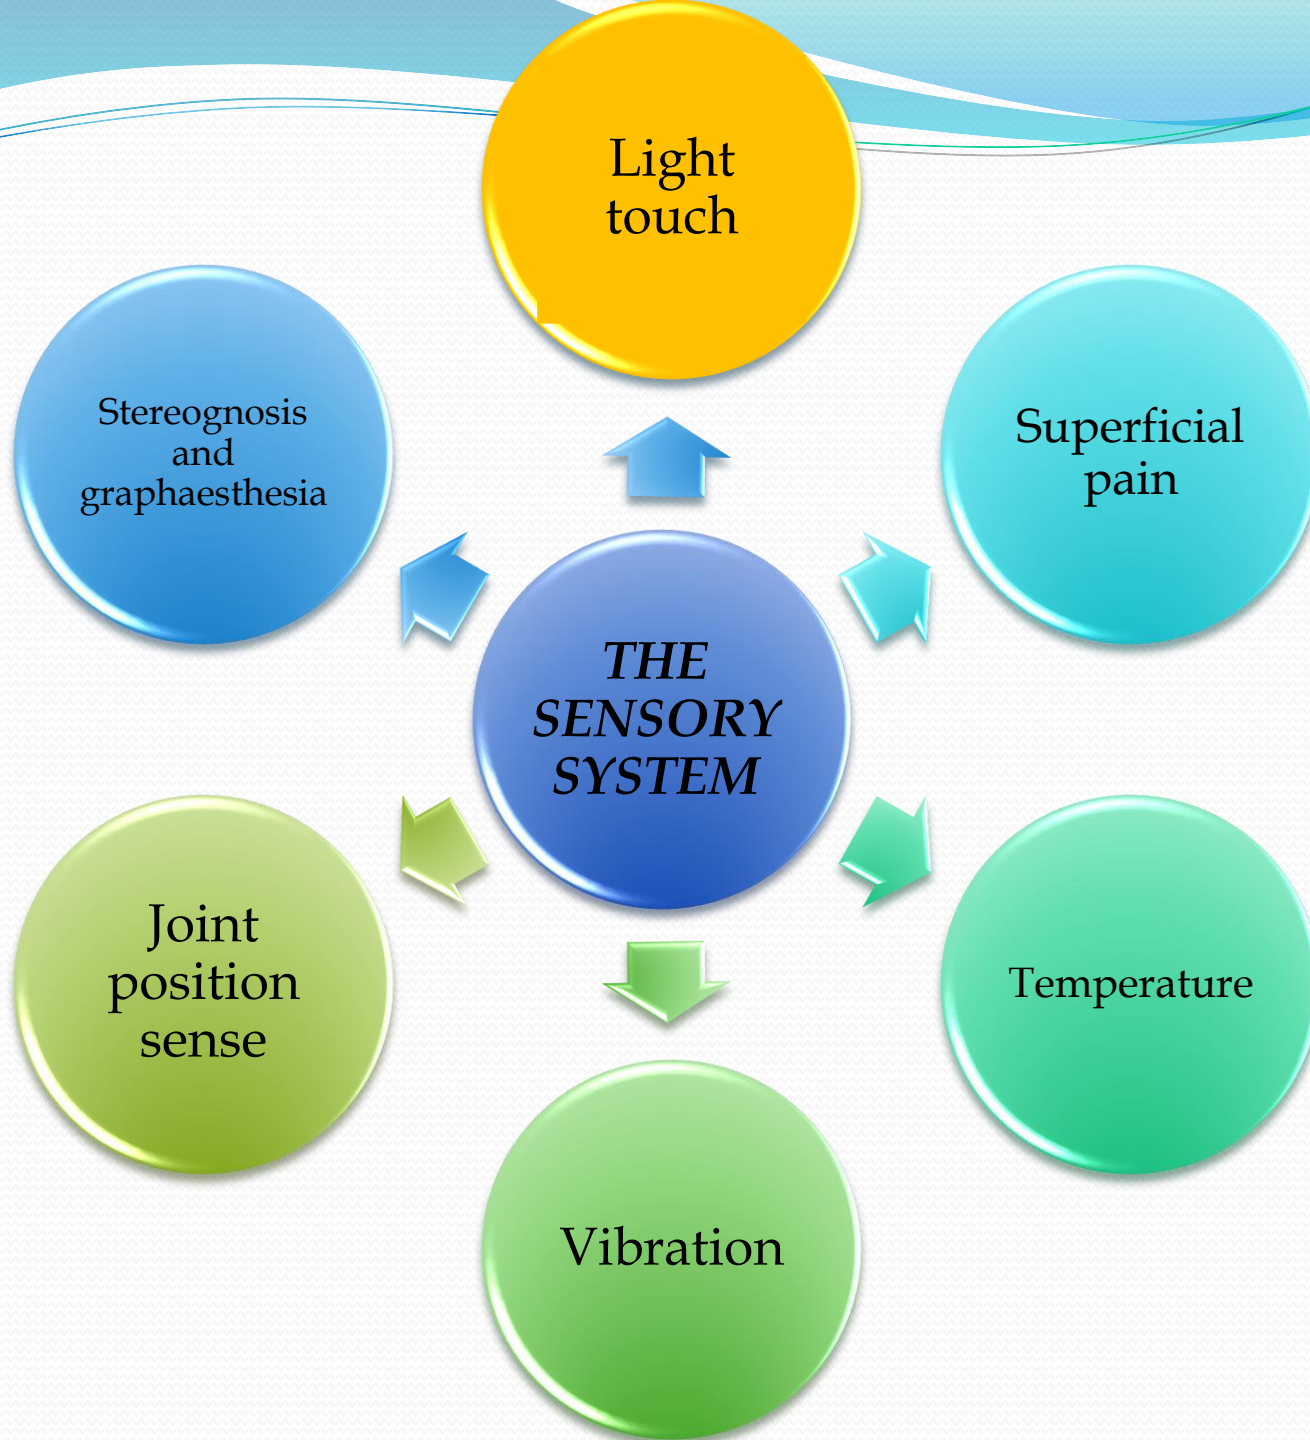 Light
touch
Superficial
pain
Temperature
Vibration
Joint
position
sense
Stereognosis
and
graphaesthesia
THE
SENSORY
SYSTEM